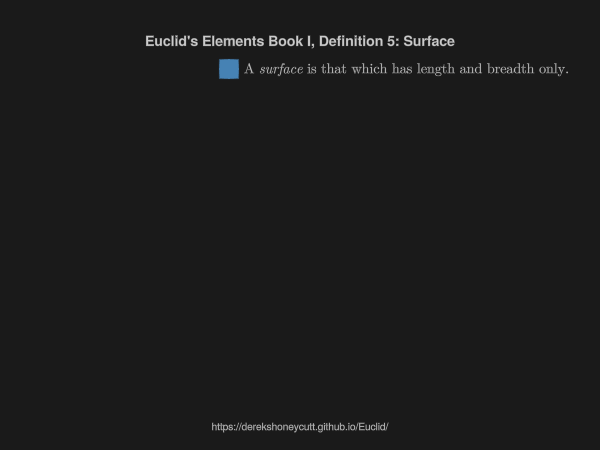 Euclid's Elements Book I, Definition 5: Surface
A surface is that which has length and breadth only.
https://derekshoneycutt.github.io/Euclid/